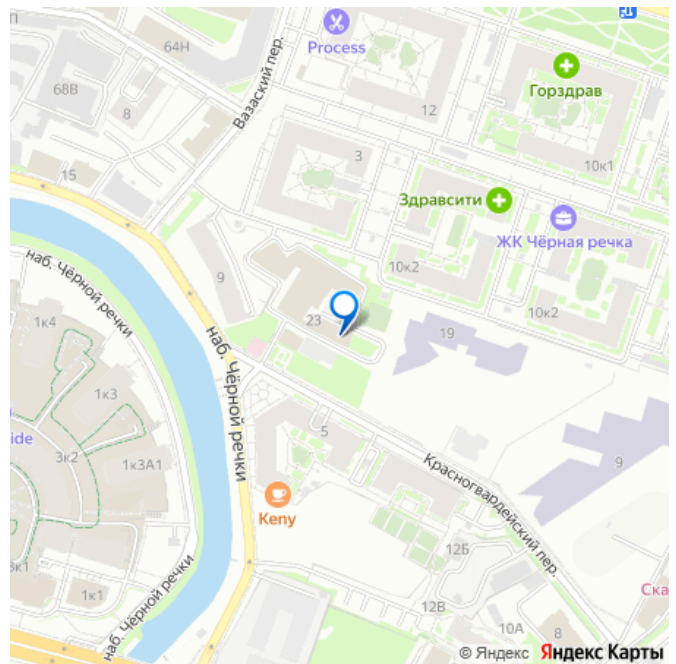 64Н
Process
Горздрав
68В
8
Вазаский пер.
12
3
10к1
15
Здравсити
ЖК Чёрная речка
наб. Чёрной речки
9
10к2
10к2
1к4
23
19
наб. Чёрной речки
1к3
ide
3к2
1к3А1
5
Красногвардейский пер.
9
Keny
12Б
1к1
наб. Чёрной речки
12В
10А
8
Ска
© Яндекс Яндекс Карты